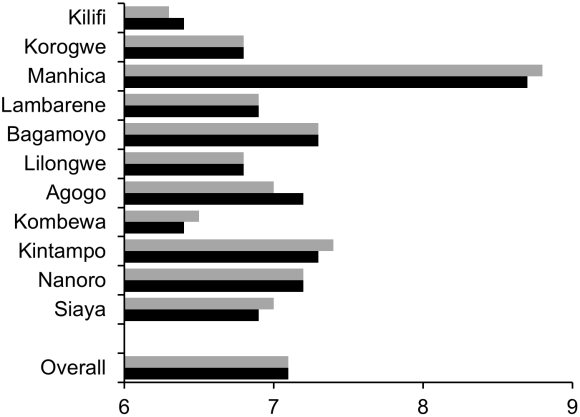 Kilifi
Korogwe
Manhica
Lambarene
Bagamoyo
Lilongwe
Agogo
Kombewa
Kintampo
Nanoro
Siaya
Overall
6 7 8 9